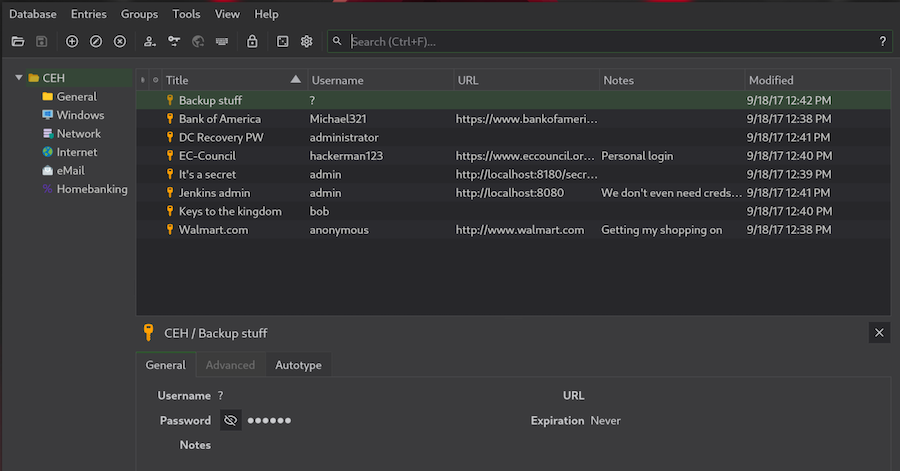 Database Entries Groups Tools View Help
Search (Ctrl+F)... ?
CEH
General
Windows
Network
Internet
eMail
Homebanking
Title Username URL Notes Modified
Backup stuff ? 9/18/17 12:42 PM
Bank of America Michael321 https://www.bankofameri... 9/18/17 12:38 PM
DC Recovery PW administrator 9/18/17 12:41 PM
EC-Council hackerman123 https://www.eccouncil.or... Personal login 9/18/17 12:40 PM
It's a secret admin http://localhost:8180/secr... 9/18/17 12:39 PM
Jenkins admin admin http://localhost:8080 We don't even need creds... 9/18/17 12:41 PM
Keys to the kingdom bob 9/18/17 12:40 PM
Walmart.com anonymous http://www.walmart.com Getting my shopping on 9/18/17 12:38 PM
CEH / Backup stuff
General Advanced Autotype
Username ? URL
Password ●●●●●● Expiration Never
Notes